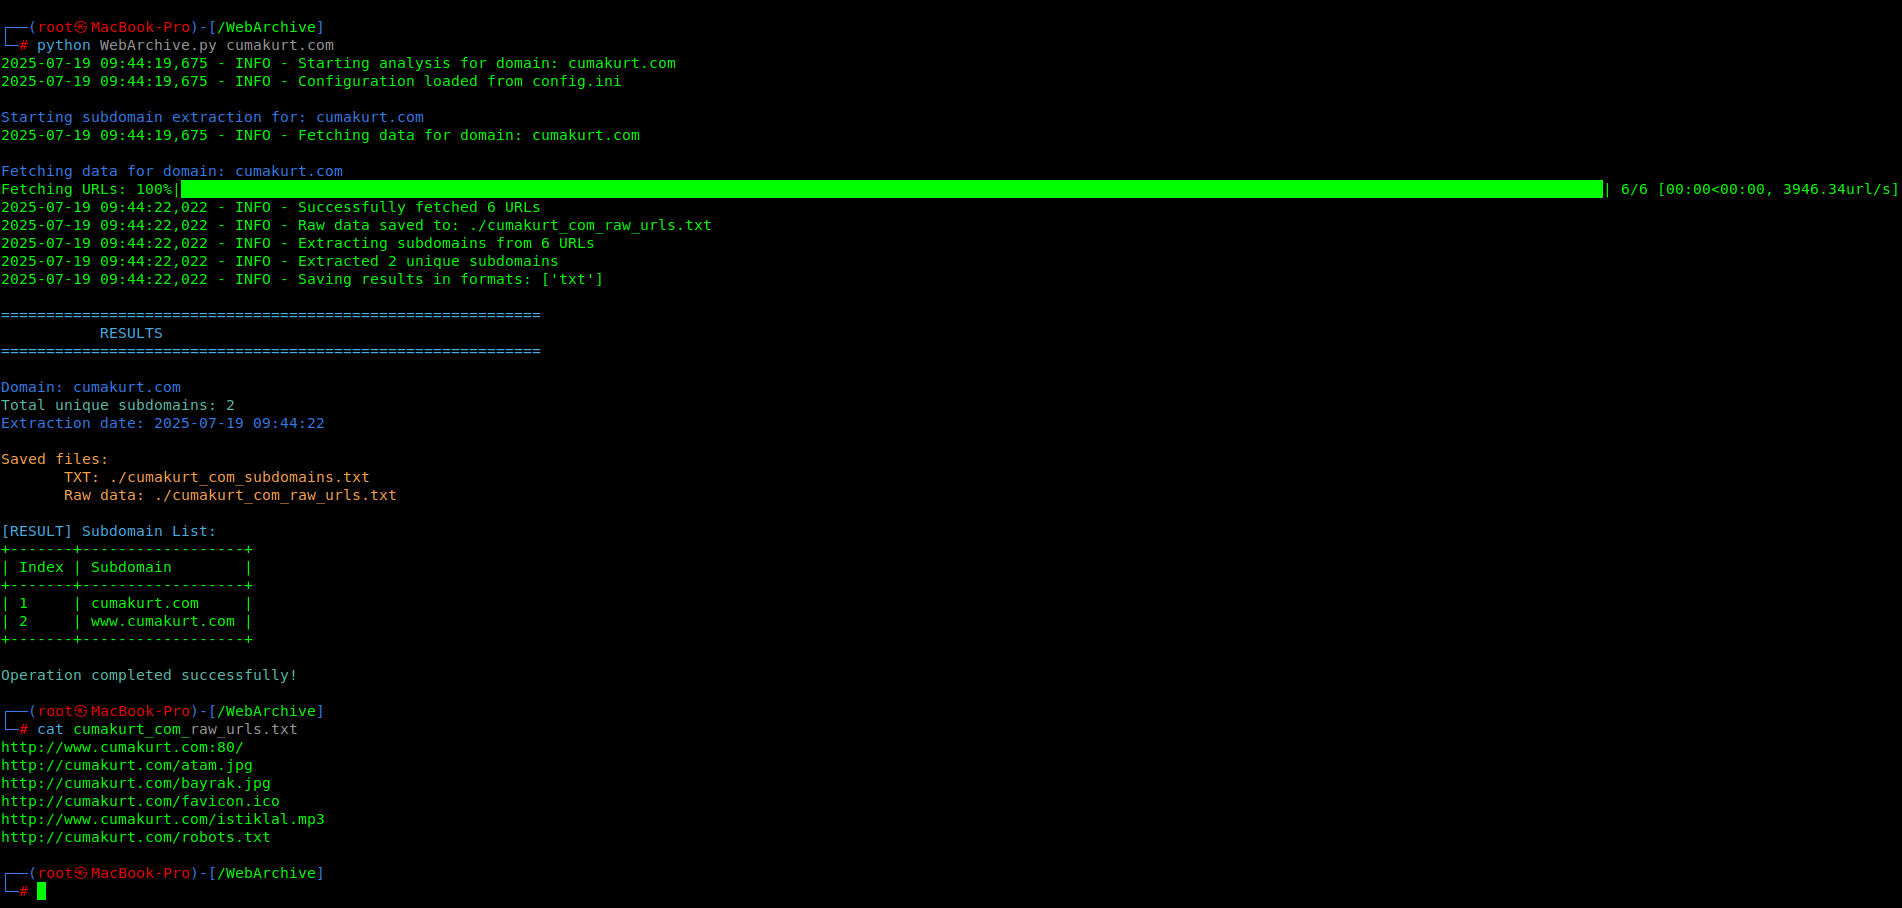 ┌──(root㉿MacBook-Pro)-[/WebArchive]
└─# python WebArchive.py cumakurt.com
2025-07-19 09:44:19,675 - INFO - Starting analysis for domain: cumakurt.com
2025-07-19 09:44:19,675 - INFO - Configuration loaded from config.ini
Starting subdomain extraction for: cumakurt.com
2025-07-19 09:44:19,675 - INFO - Fetching data for domain: cumakurt.com
Fetching data for domain: cumakurt.com
Fetching URLs: 100%|██████████| 6/6 [00:00<00:00, 3946.34url/s]
2025-07-19 09:44:22,022 - INFO - Successfully fetched 6 URLs
2025-07-19 09:44:22,022 - INFO - Raw data saved to: ./cumakurt_com_raw_urls.txt
2025-07-19 09:44:22,022 - INFO - Extracting subdomains from 6 URLs
2025-07-19 09:44:22,022 - INFO - Extracted 2 unique subdomains
2025-07-19 09:44:22,022 - INFO - Saving results in formats: ['txt']
============================================================
RESULTS
============================================================
Domain: cumakurt.com
Total unique subdomains: 2
Extraction date: 2025-07-19 09:44:22
Saved files:
TXT: ./cumakurt_com_subdomains.txt
Raw data: ./cumakurt_com_raw_urls.txt
[RESULT] Subdomain List:
+-------+------------------+
| Index | Subdomain        |
+-------+------------------+
| 1     | cumakurt.com     |
| 2     | www.cumakurt.com |
+-------+------------------+
Operation completed successfully!
┌──(root㉿MacBook-Pro)-[/WebArchive]
└─# cat cumakurt_com_raw_urls.txt
http://www.cumakurt.com:80/
http://cumakurt.com/atam.jpg
http://cumakurt.com/bayrak.jpg
http://cumakurt.com/favicon.ico
http://www.cumakurt.com/istiklal.mp3
http://cumakurt.com/robots.txt
┌──(root㉿MacBook-Pro)-[/WebArchive]
└─#